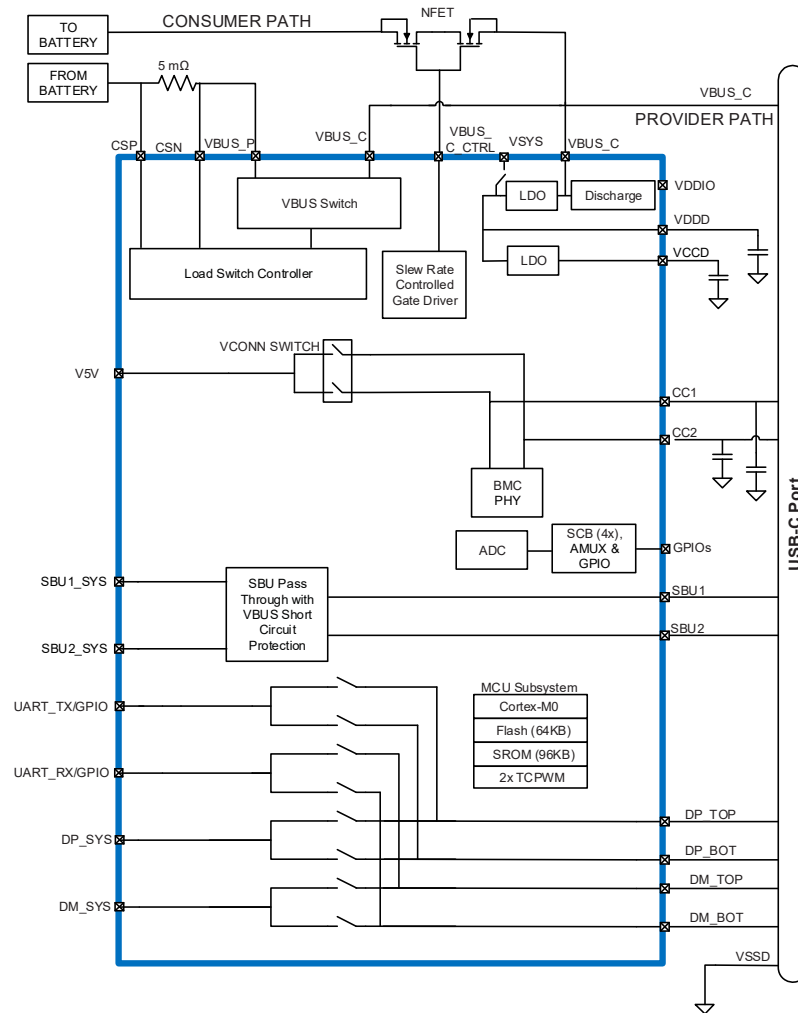 NFET
CONSUMER PATH
TO
BATTERY
FROM
BATTERY
5 mΩ
VBUS_C
PROVIDER PATH
CSP
CSN
VBUS_P
VBUS_C
VBUS_
C_CTRL
VSYS
VBUS_C
VBUS Switch
LDO
Discharge
VDDIO
VDDD
LDO
VCCD
Load Switch Controller
Slew Rate
Controlled
Gate Driver
VCONN SWITCH
V5V
CC1
CC2
BMC
PHY
USB-C Port
ADC
SCB (4x),
AMUX &
GPIO
GPIOs
SBU1_SYS
SBU2_SYS
SBU Pass
Through with
VBUS Short
Circuit
Protection
SBU1
SBU2
UART_TX/GPIO
UART_RX/GPIO
MCU Subsystem
Cortex-M0
Flash (64KB)
SROM (96KB)
2x TCPWM
DP_SYS
DM_SYS
DP_TOP
DP_BOT
DM_TOP
DM_BOT
VSSD